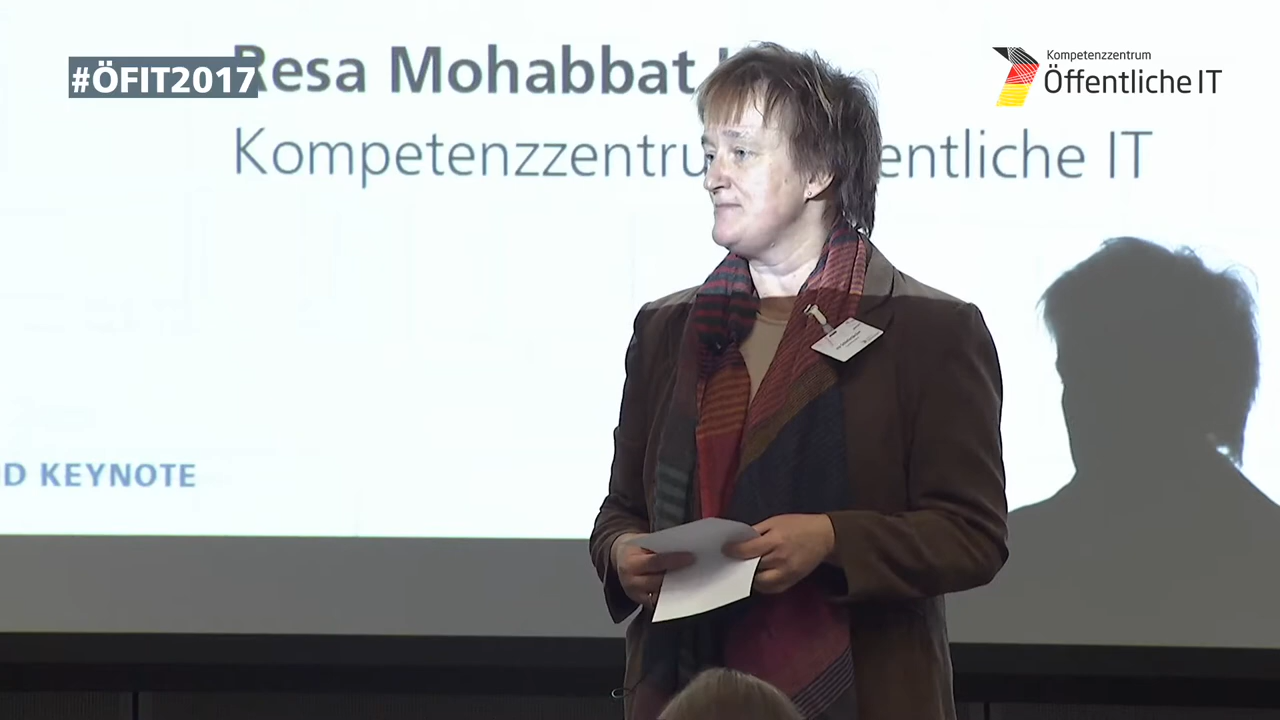 #ÖFIT2017
Resa Mohabbat
Kompetenzzentrum
Öffentliche IT
Kompetenzzentru entliche IT
KEYNOTE